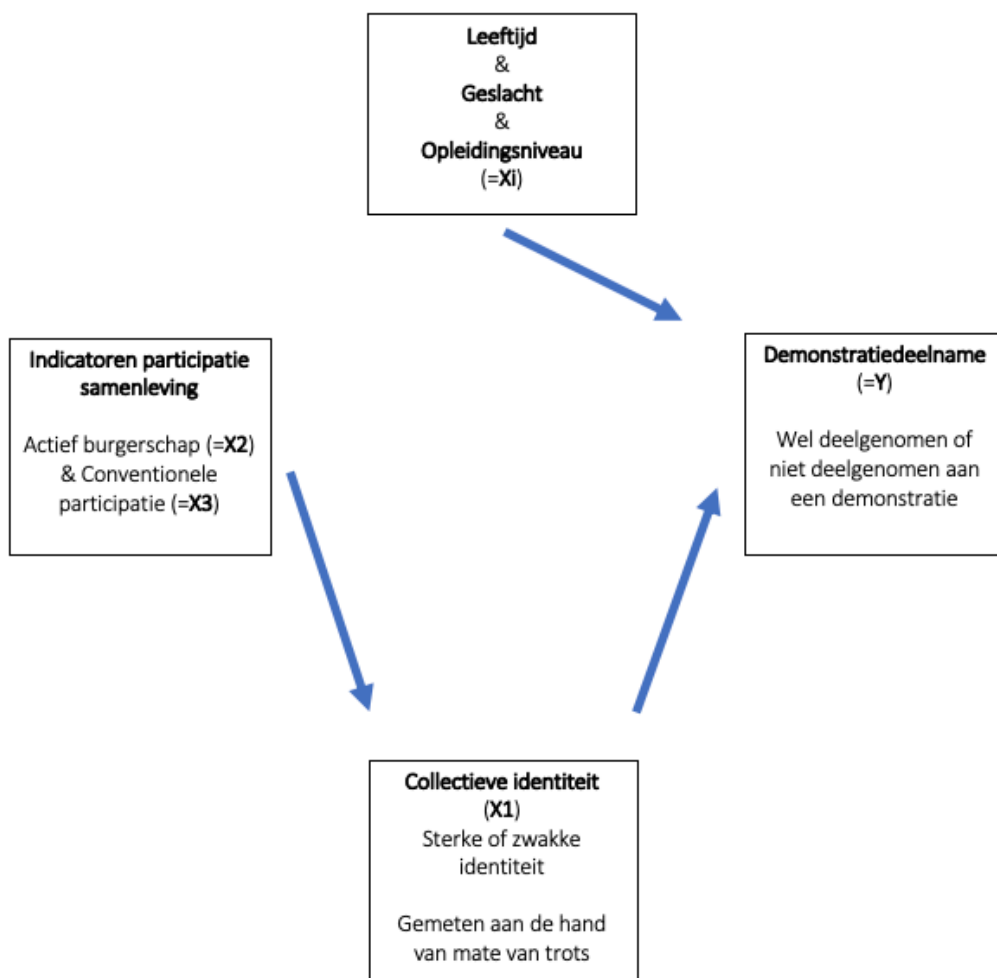 Leeftijd
&
Geslacht
&
Opleidingsniveau
(=Xi)
Indicatoren participatie
samenleving
Actief burgerschap (=X2)
& Conventionele
participatie (=X3)
Demonstratiedeelname
(=Y)
Wel deelgenomen of
niet deelgenomen aan
een demonstratie
Collectieve identiteit
(X1)
Sterke of zwakke
identiteit
Gemeten aan de hand
van mate van trots